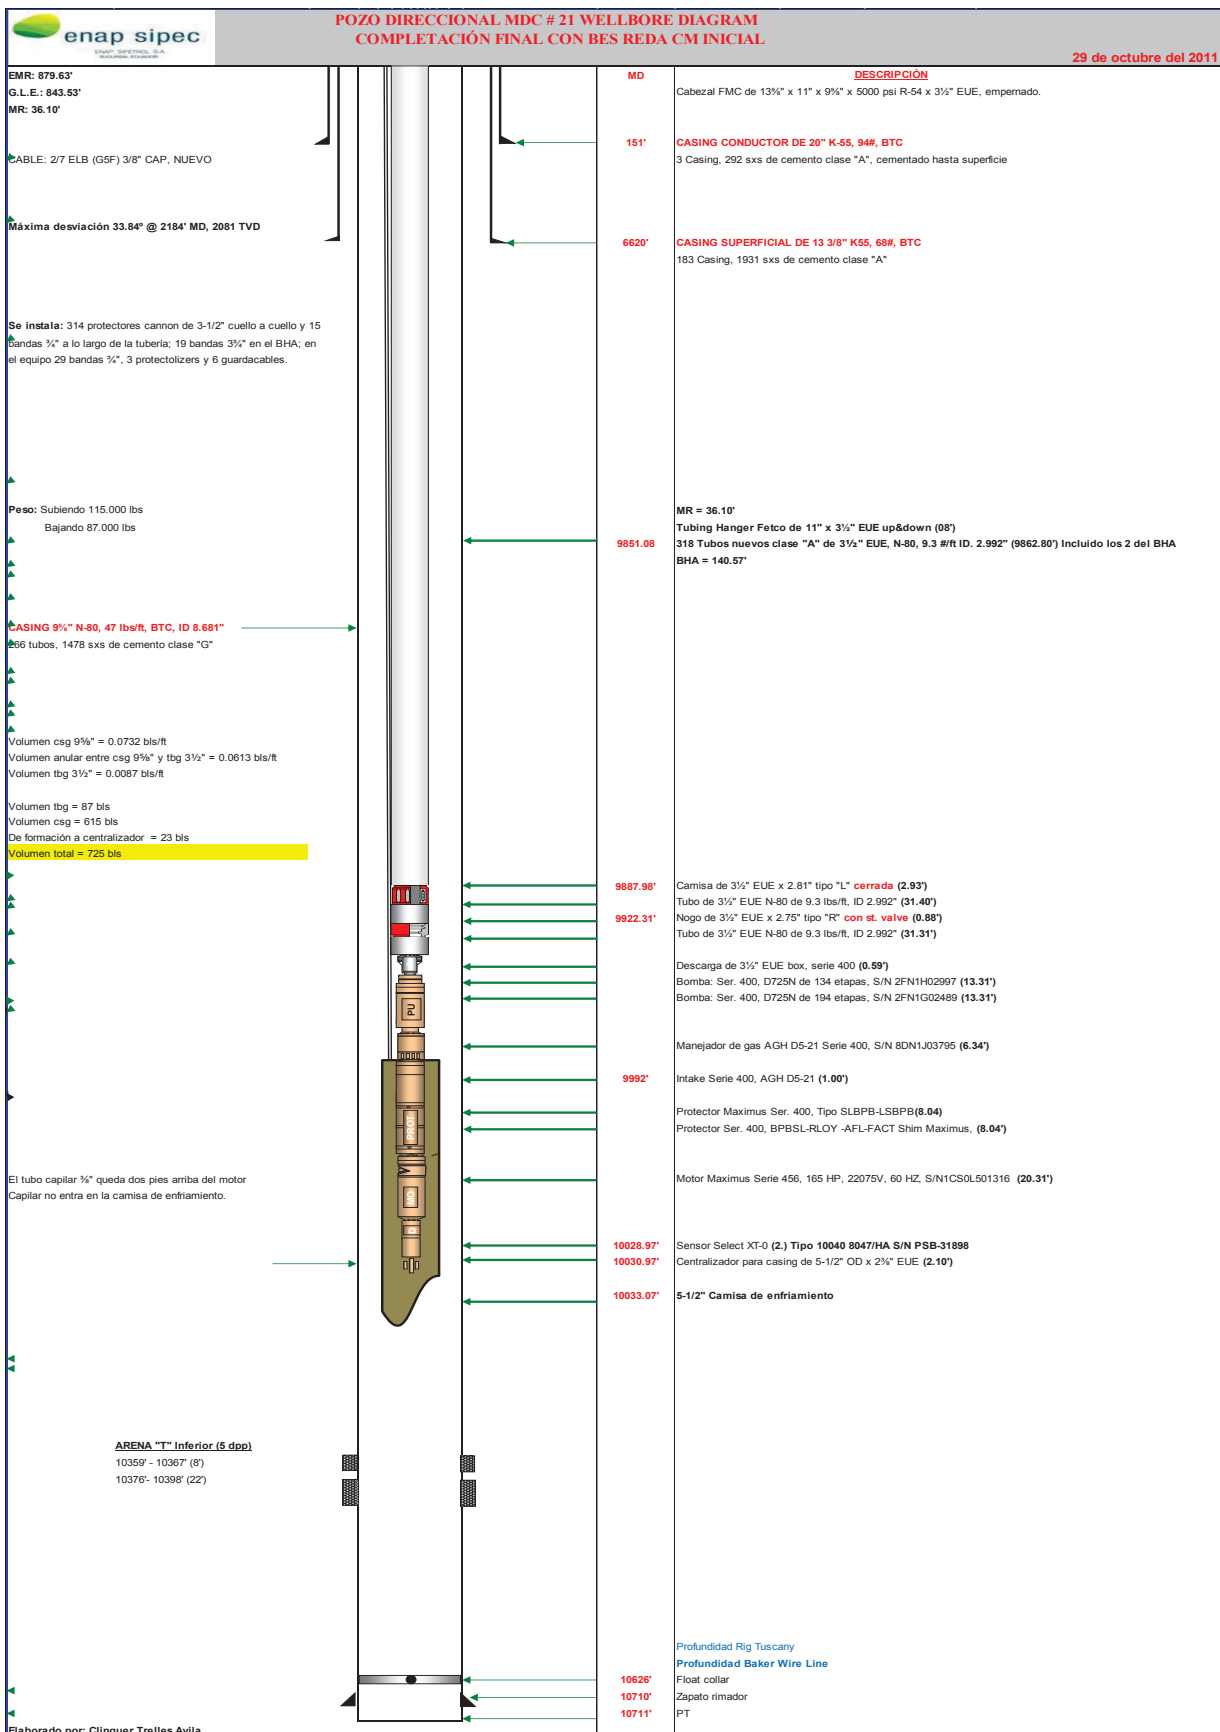 enap sipec
ENAP SIPETROL S.A.
SUCURSAL ECUADOR
POZO DIRECCIONAL MDC # 21 WELLBORE DIAGRAM
COMPLETACIÓN FINAL CON BES REDA CM INICIAL
29 de octubre del 2011
EMR: 879.63'
G.L.E.: 843.53'
MR: 36.10'
CABLE: 2/7 ELB (G5F) 3/8" CAP, NUEVO
Máxima desviación 33.84º @ 2184' MD, 2081 TVD
Se instala: 314 protectores cannon de 3-1/2" cuello a cuello y 15
bandas ¾" a lo largo de la tubería; 19 bandas 3¾" en el BHA; en
el equipo 29 bandas ¾", 3 protectolizers y 6 guardacables.
Peso: Subiendo 115.000 lbs
Bajando 87.000 lbs
CASING 9⅝" N-80, 47 lbs/ft, BTC, ID 8.681"
266 tubos, 1478 sxs de cemento clase "G"
Volumen csg 9⅝" = 0.0732 bls/ft
Volumen anular entre csg 9⅝" y tbg 3½" = 0.0613 bls/ft
Volumen tbg 3½" = 0.0087 bls/ft
Volumen tbg = 87 bls
Volumen csg = 615 bls
De formación a centralizador = 23 bls
Volumen total = 725 bls
El tubo capilar ⅜" queda dos pies arriba del motor
Capilar no entra en la camisa de enfriamiento.
ARENA "T" Inferior (5 dpp)
10359' - 10367' (8')
10376'- 10398' (22')
Elaborado por: Clinquer Trelles Avila
PU
PROT
MO
D
MD
DESCRIPCIÓN
Cabezal FMC de 13⅝" x 11" x 9⅝" x 5000 psi R-54 x 3½" EUE, empernado.
151' CASING CONDUCTOR DE 20" K-55, 94#, BTC
3 Casing, 292 sxs de cemento clase "A", cementado hasta superficie
6620' CASING SUPERFICIAL DE 13 3/8" K55, 68#, BTC
183 Casing, 1931 sxs de cemento clase "A"
MR = 36.10'
Tubing Hanger Fetco de 11" x 3½" EUE up&down (08')
9851.08 318 Tubos nuevos clase "A" de 3½" EUE, N-80, 9.3 #/ft ID. 2.992" (9862.80') Incluido los 2 del BHA
BHA = 140.57'
9887.98' Camisa de 3½" EUE x 2.81" tipo "L" cerrada (2.93')
Tubo de 3½" EUE N-80 de 9.3 lbs/ft, ID 2.992" (31.40')
9922.31' Nogo de 3½" EUE x 2.75" tipo "R" con st. valve (0.88')
Tubo de 3½" EUE N-80 de 9.3 lbs/ft, ID 2.992" (31.31')
Descarga de 3½" EUE box, serie 400 (0.59')
Bomba: Ser. 400, D725N de 134 etapas, S/N 2FN1H02997 (13.31')
Bomba: Ser. 400, D725N de 194 etapas, S/N 2FN1G02489 (13.31')
Manejador de gas AGH D5-21 Serie 400, S/N 8DN1J03795 (6.34')
9992' Intake Serie 400, AGH D5-21 (1.00')
Protector Maximus Ser. 400, Tipo SLBPB-LSBPB(8.04)
Protector Ser. 400, BPBSL-RLOY -AFL-FACT Shim Maximus, (8.04')
Motor Maximus Serie 456, 165 HP, 22075V, 60 HZ, S/N1CS0L501316 (20.31')
10028.97' Sensor Select XT-0 (2.) Tipo 10040 8047/HA S/N PSB-31898
10030.97' Centralizador para casing de 5-1/2" OD x 2⅜" EUE (2.10')
10033.07' 5-1/2" Camisa de enfriamiento
Profundidad Rig Tuscany
Profundidad Baker Wire Line
10626' Float collar
10710' Zapato rimador
10711' PT